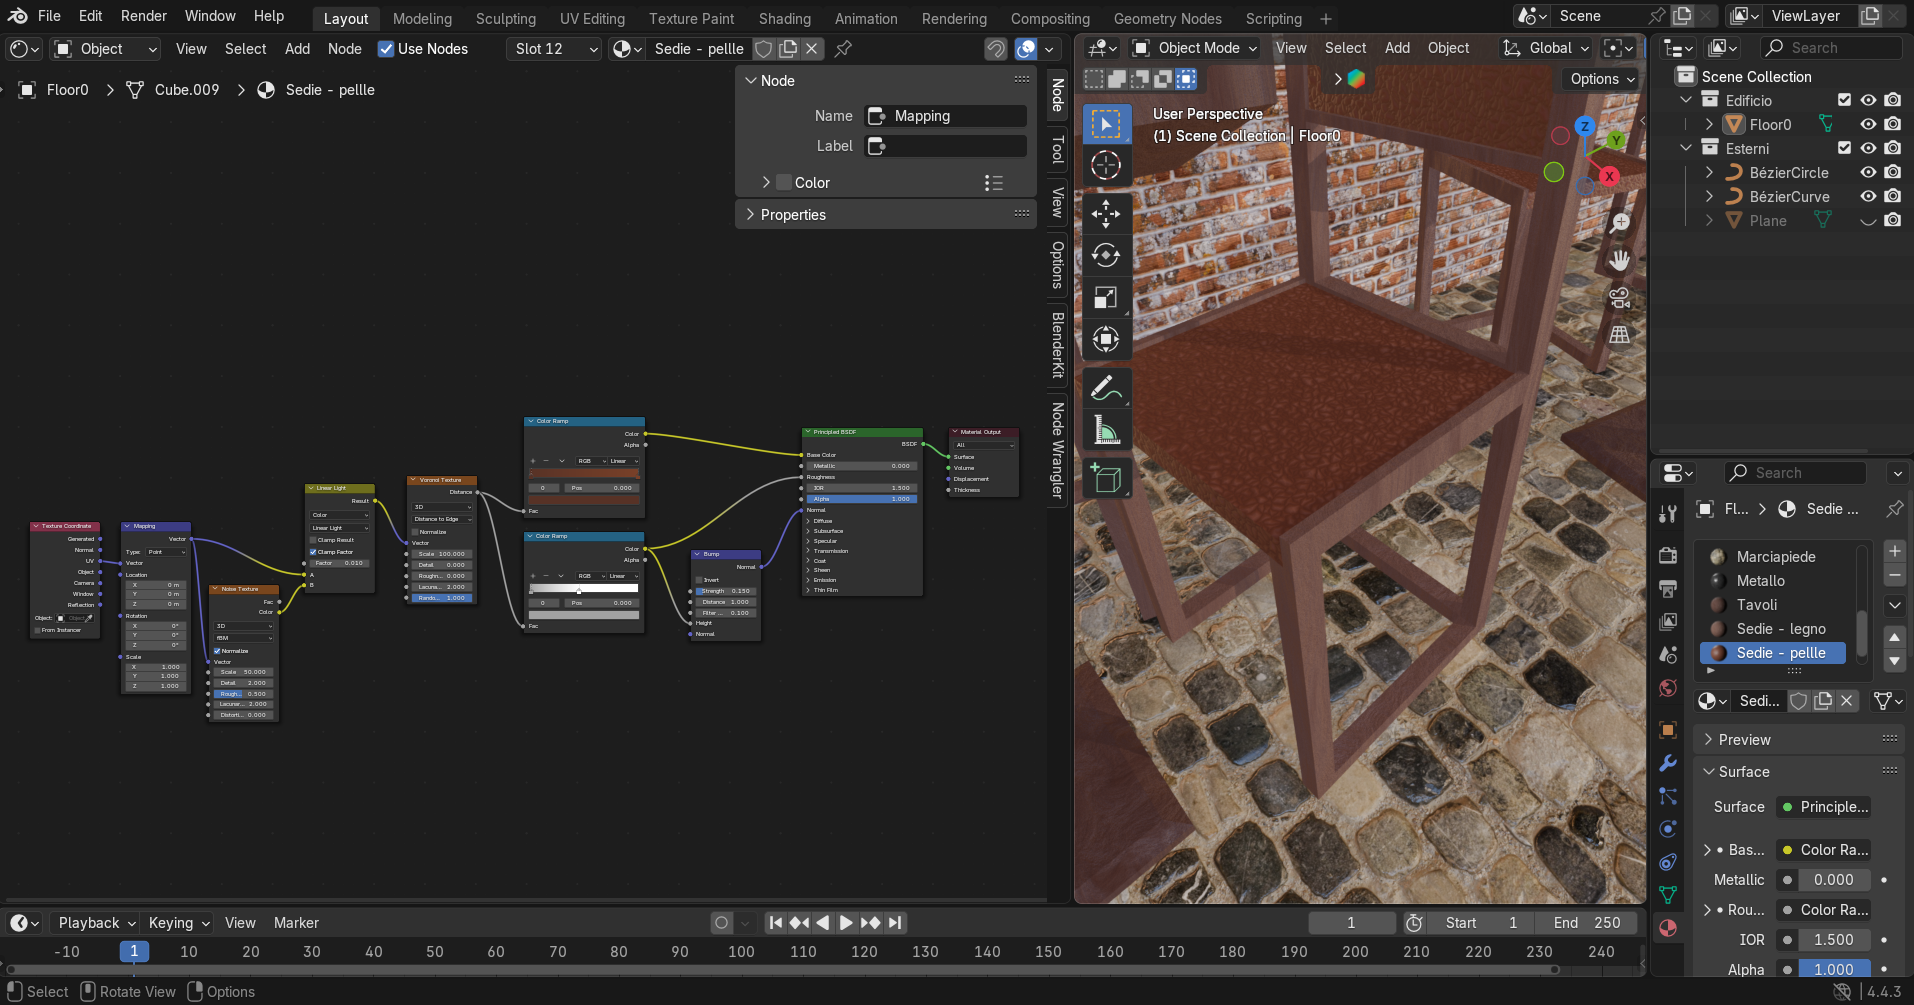 File Edit Render Window Help Layout Modeling Sculpting UV Editing Texture Paint Shading Animation Rendering Compositing Geometry Nodes Scripting + Scene ViewLayer
Object View Select Add Node Use Nodes Slot 12 Sedie - pellle
Floor0 > Cube.009 > Sedie - pellle
Node
Name Mapping
Label
Color
Properties
Node
Tool
View
Options
BlenderKit
Node Wrangler
Texture Coordinate
Generated
Normal
UV
Object
Camera
Window
Reflection
Object: Object
From Instancer
Mapping
Vector
Type: Point
Vector
Location
X 0 m
Y 0 m
Z 0 m
Rotation
X 0°
Y 0°
Z 0°
Scale
X 1.000
Y 1.000
Z 1.000
Noise Texture
Fac
Color
3D
fBM
Normalize
Vector
Scale 50.000
Detail 2.000
Rough... 0.500
Lacunar... 2.000
Distorti... 0.000
Linear Light
Result
Color
Linear Light
Clamp Result
Clamp Factor
Factor 0.010
A
B
Voronoi Texture
Distance
3D
Distance to Edge
Normalize
Vector
Scale 100.000
Detail 0.000
Roughn... 0.000
Lacuna... 2.000
Rando... 1.000
Color Ramp
Color
Alpha
+ − RGB Linear
0 Pos 0.000
Fac
Color Ramp
Color
Alpha
+ − RGB Linear
0 Pos 0.000
Fac
Bump
Normal
Invert
Strength 0.150
Distance 1.000
Filter ... 0.100
Height
Normal
Principled BSDF
BSDF
Base Color
Metallic 0.000
Roughness
IOR 1.500
Alpha 1.000
Normal
Diffuse
Subsurface
Specular
Transmission
Coat
Sheen
Emission
Thin Film
Material Output
All
Surface
Volume
Displacement
Thickness
Object Mode View Select Add Object Global
Options
User Perspective
(1) Scene Collection | Floor0
Z
Y
X
Search
Scene Collection
Edificio
Floor0
Esterni
BézierCircle
BézierCurve
Plane
Search
Fl... > Sedie ...
Marciapiede
Metallo
Tavoli
Sedie - legno
Sedie - pellle
Sedi...
Preview
Surface
Surface Principle...
Bas... Color Ra...
Metallic 0.000
Rou... Color Ra...
IOR 1.500
Alpha 1.000
Playback Keying View Marker 1 Start 1 End 250
-10 1 10 20 30 40 50 60 70 80 90 100 110 120 130 140 150 160 170 180 190 200 210 220 230 240
Select Rotate View Options 4.4.3